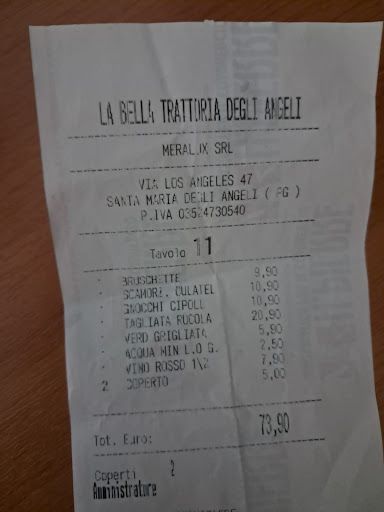 LA BELLA TRATTORIA DEGLI ANGELI
MERALUX SRL
VIA LOS ANGELES 47
SANTA MARIA DEGLI ANGELI ( PG )
P.IVA 03524730540
Tavolo 11
BRUSCHETTE 9,90
SCAMOR. CULATEL 10,90
GNOCCHI CIPOLL 10,90
TAGLIATA RUCOLA 20,90
VERD GRIGLIATA 5,90
ACQUA MIN L.O G. 2,50
VINO ROSSO 1\2 7,90
2 COPERTO 5,00
Tot. Euro: 73,90
Coperti 2
Amministratore